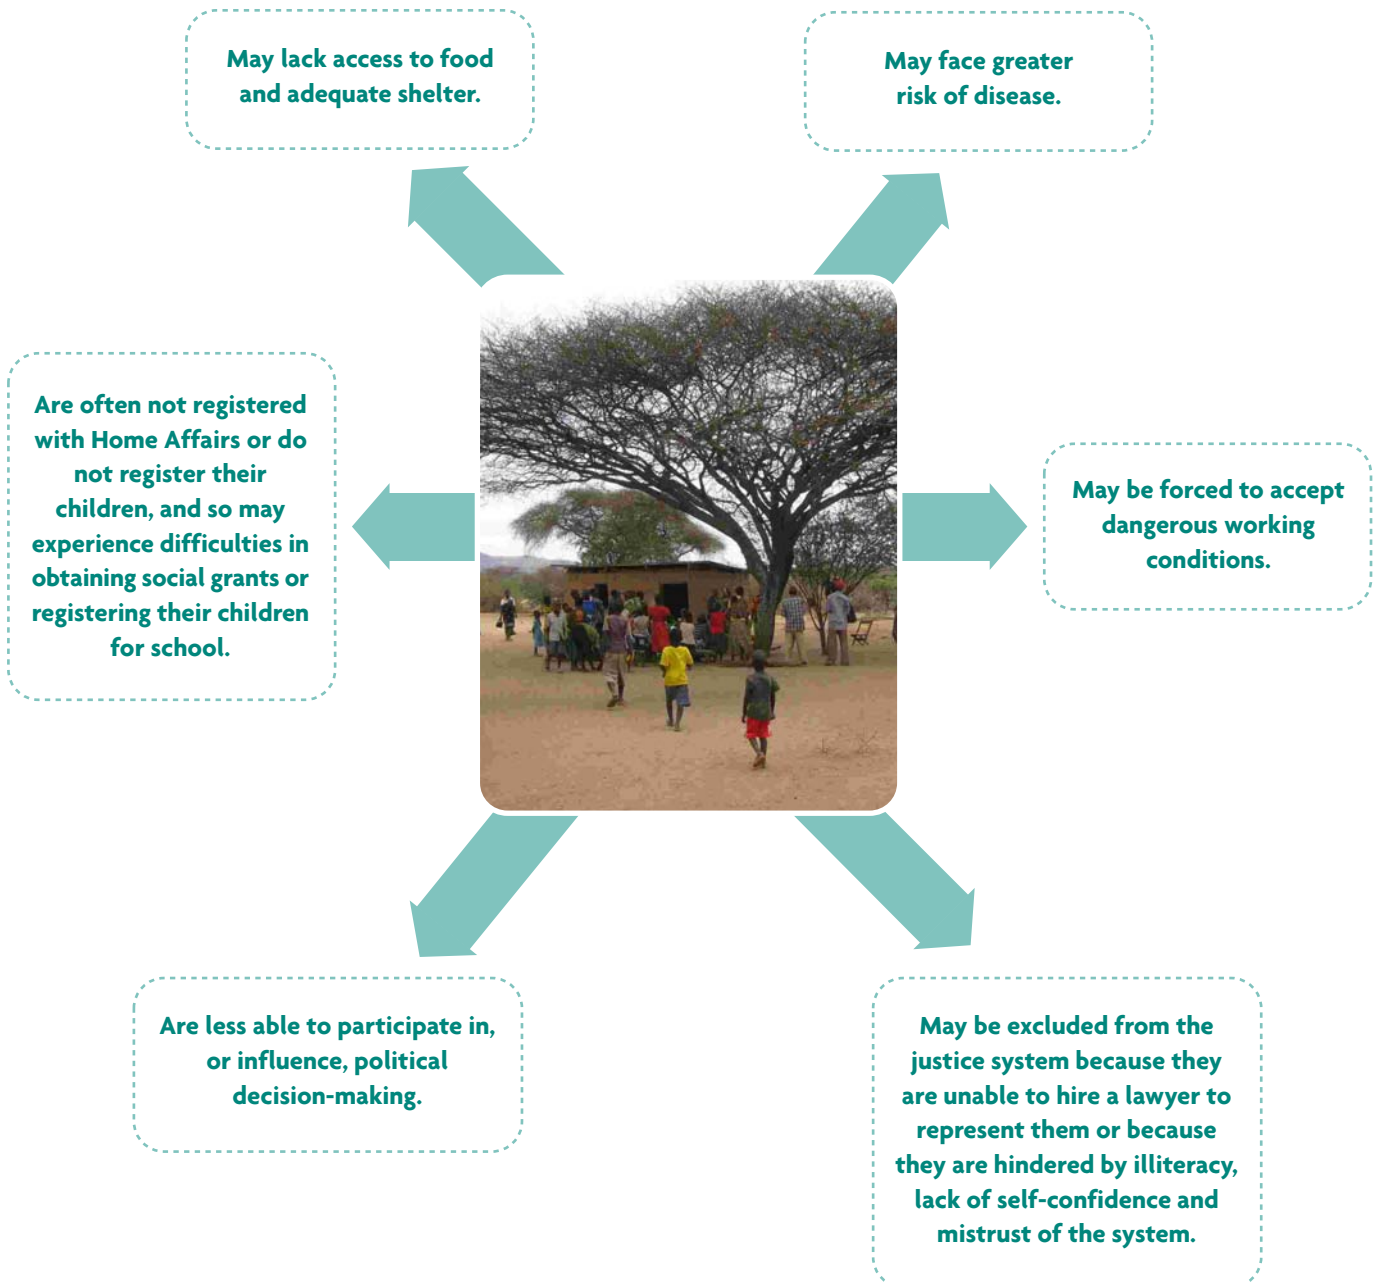 May lack access to food
and adequate shelter.
May face greater
risk of disease.
Are often not registered
with Home Affairs or do
not register their
children, and so may
experience difficulties in
obtaining social grants or
registering their children
for school.
May be forced to accept
dangerous working
conditions.
Are less able to participate in,
or influence, political
decision-making.
May be excluded from the
justice system because they
are unable to hire a lawyer to
represent them or because
they are hindered by illiteracy,
lack of self-confidence and
mistrust of the system.